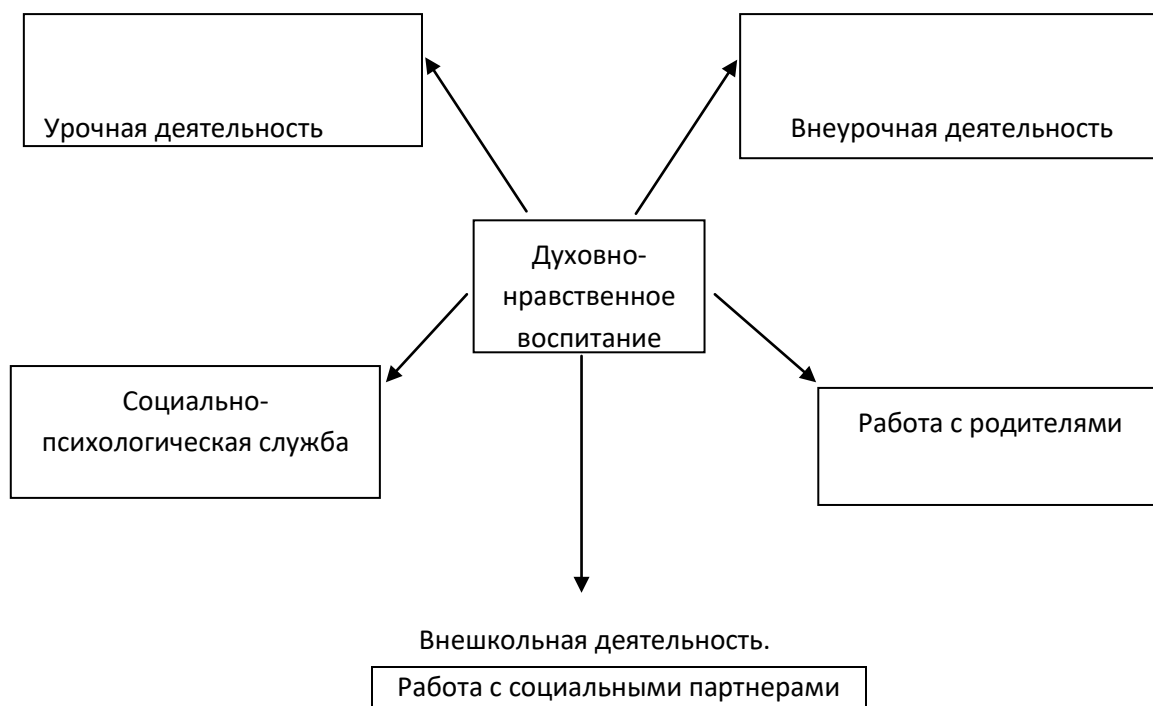 Урочная деятельность
Внеурочная деятельность
Духовно-
нравственное
воспитание
Социально-
психологическая служба
Работа с родителями
Внешкольная деятельность.
Работа с социальными партнерами